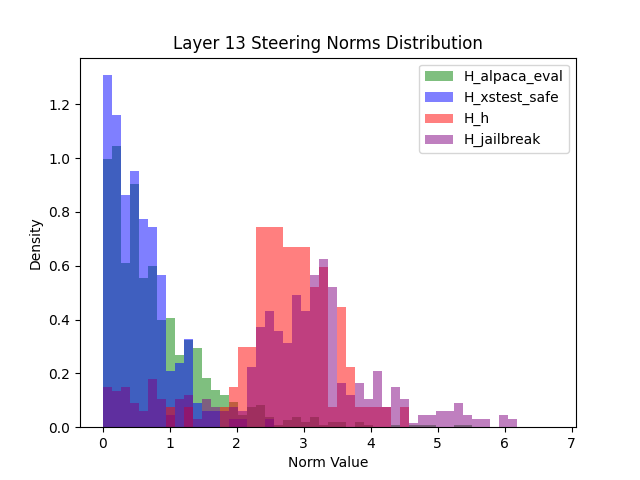 Layer 13 Steering Norms Distribution
H_alpaca_eval
H_xstest_safe
H_h
H_jailbreak
Density
1.2
1.0
0.8
0.6
0.4
0.2
0.0
0
1
2
3
4
5
6
7
Norm Value